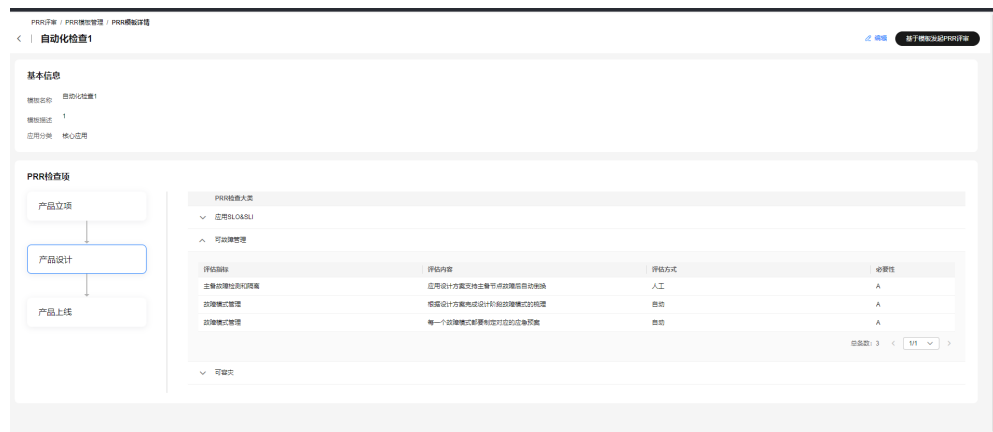 PRR评审 / PRR模板管理 / PRR模板详情
自动化检查1
编辑
基于模板发起PRR评审
基本信息
模板名称 自动化检查1
模板描述 1
应用分类 核心应用
PRR检查项
产品立项
产品设计
产品上线
PRR检查大类
应用SLO&SLI
可故障管理
评估指标 评估内容 评估方式 必要性
主备故障检测和隔离 应用设计方案支持主备节点故障后自动倒换 人工 A
故障模式管理 根据设计方案完成设计阶段故障模式的梳理 自动 A
故障模式管理 每一个故障模式都要制定对应的应急预案 自动 A
总条数: 3 1/1
可容灾